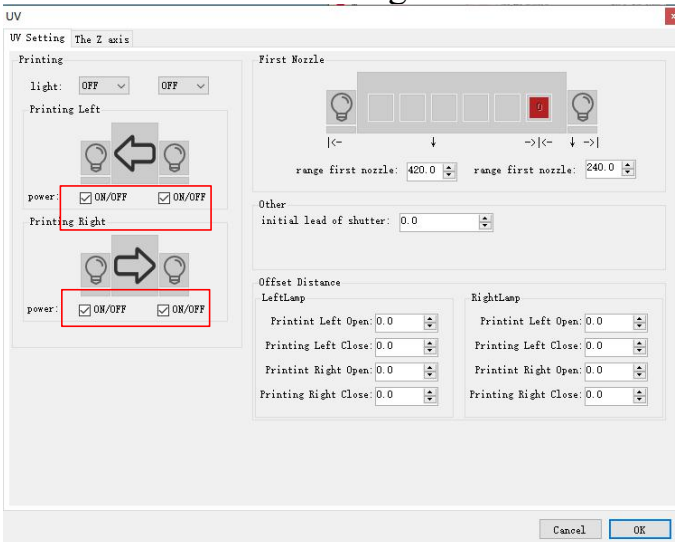 UV
UV Setting The Z axis
Printing
light: OFF OFF
Printing Left
power: ON/OFF ON/OFF
Printing Right
power: ON/OFF ON/OFF
First Nozzle
0
|<- ↓ ->|<- ↓ ->|
range first nozzle: 420.0 range first nozzle: 240.0
Other
initial lead of shutter: 0.0
Offset Distance
LeftLamp
Printint Left Open: 0.0
Printing Left Close: 0.0
Printint Right Open: 0.0
Printing Right Close: 0.0
RightLamp
Printint Left Open: 0.0
Printing Left Close: 0.0
Printint Right Open: 0.0
Printing Right Close: 0.0
Cancel OK